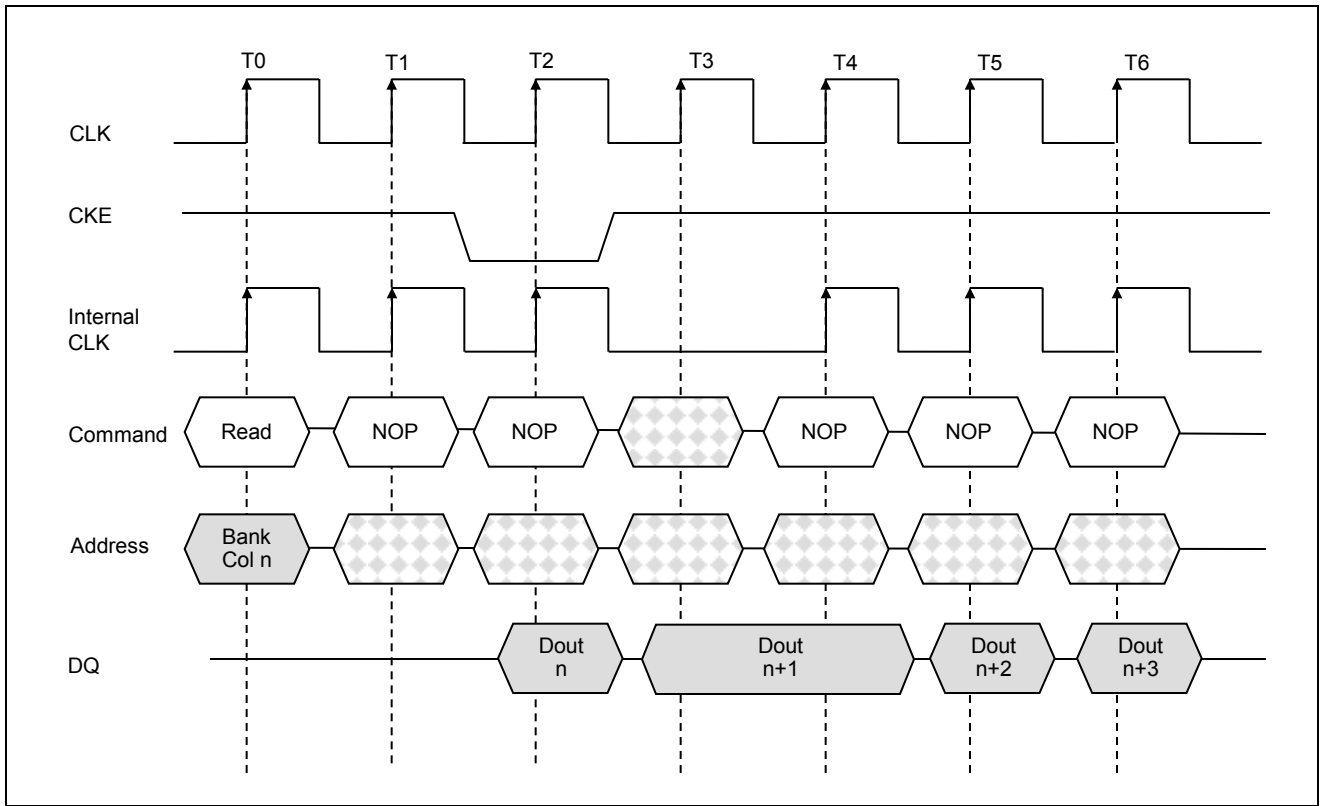 T0 T1 T2 T3 T4 T5 T6
CLK
CKE
Internal
CLK
Command Read NOP NOP NOP NOP NOP
Address Bank
Col n
DQ Dout
n Dout
n+1 Dout
n+2 Dout
n+3